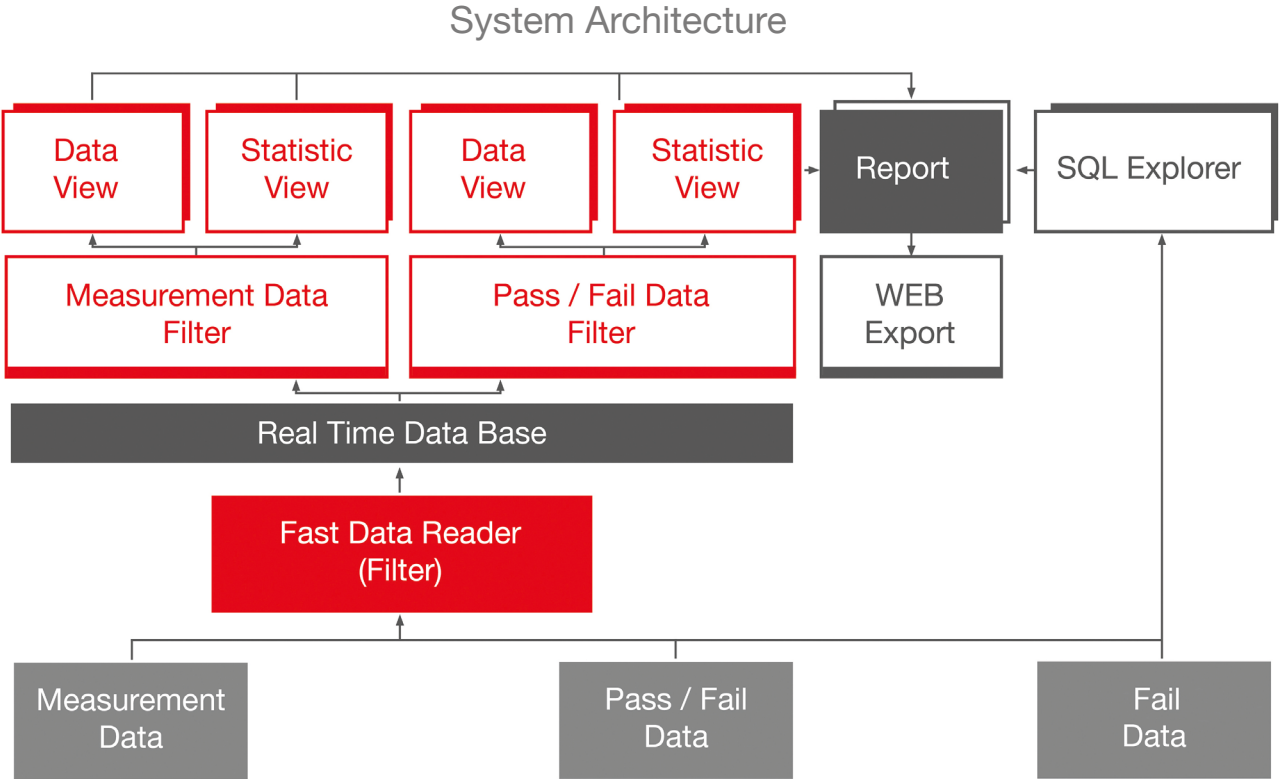 System Architecture
Data
View
Statistic
View
Data
View
Statistic
View
Report
SQL Explorer
Measurement Data
Filter
Pass / Fail Data
Filter
WEB
Export
Real Time Data Base
Fast Data Reader
(Filter)
Measurement
Data
Pass / Fail
Data
Fail
Data